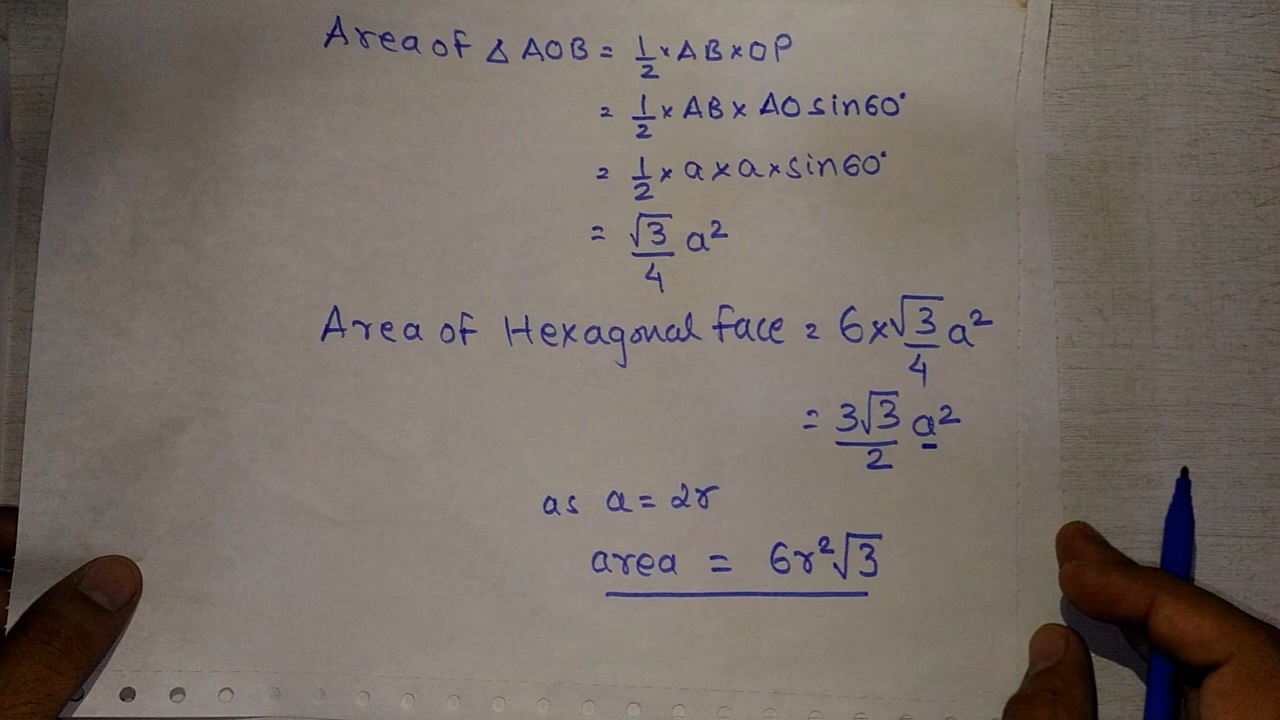 Area of Δ AOB = 1/2 × AB × OP
= 1/2 × AB × AO sin60°
= 1/2 × a × a × sin60°
= √3/4 a²
Area of Hexagonal face = 6 × √3/4 a²
= 3√3/2 a²
as a = 2r
area = 6r²√3